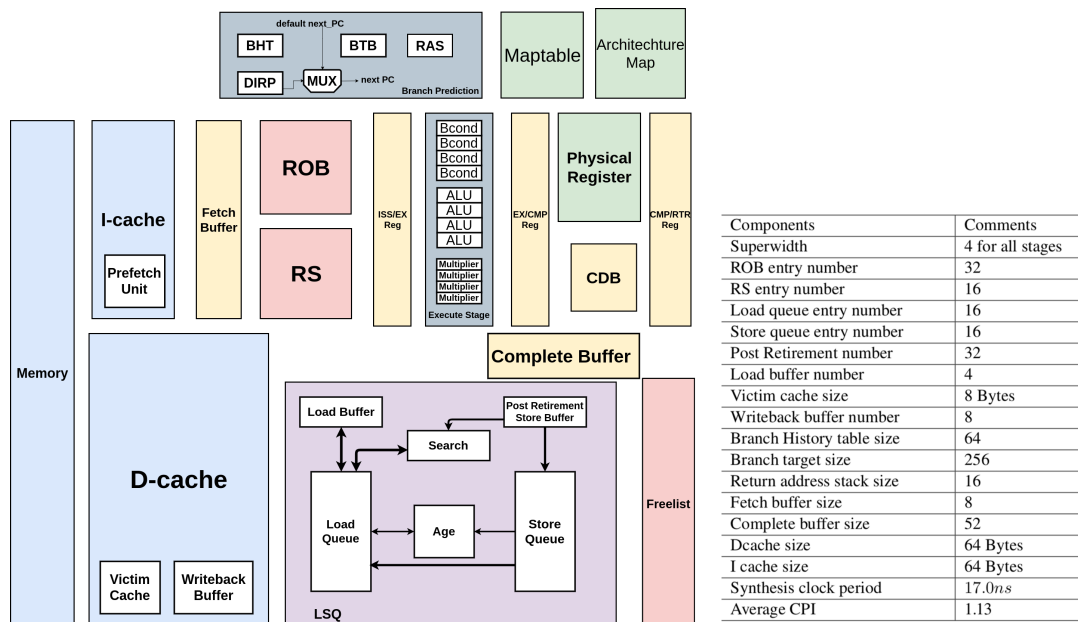 default next_PC
BHT
BTB
RAS
DIRP
MUX
next PC
Branch Prediction
Maptable
Architechture
Map
Memory
I-cache
Prefetch
Unit
Fetch
Buffer
ROB
RS
ISS/EX
Reg
Bcond
Bcond
Bcond
Bcond
ALU
ALU
ALU
ALU
Multiplier
Multiplier
Multiplier
Multiplier
Execute Stage
EX/CMP
Reg
Physical
Register
CDB
CMP/RTR
Reg
Complete Buffer
D-cache
Victim
Cache
Writeback
Buffer
Load Buffer
Post Retirement
Store Buffer
Search
Load
Queue
Age
Store
Queue
LSQ
Freelist
Components Comments
Superwidth 4 for all stages
ROB entry number 32
RS entry number 16
Load queue entry number 16
Store queue entry number 16
Post Retirement number 32
Load buffer number 4
Victim cache size 8 Bytes
Writeback buffer number 8
Branch History table size 64
Branch target size 256
Return address stack size 16
Fetch buffer size 8
Complete buffer size 52
Dcache size 64 Bytes
I cache size 64 Bytes
Synthesis clock period 17.0ns
Average CPI 1.13